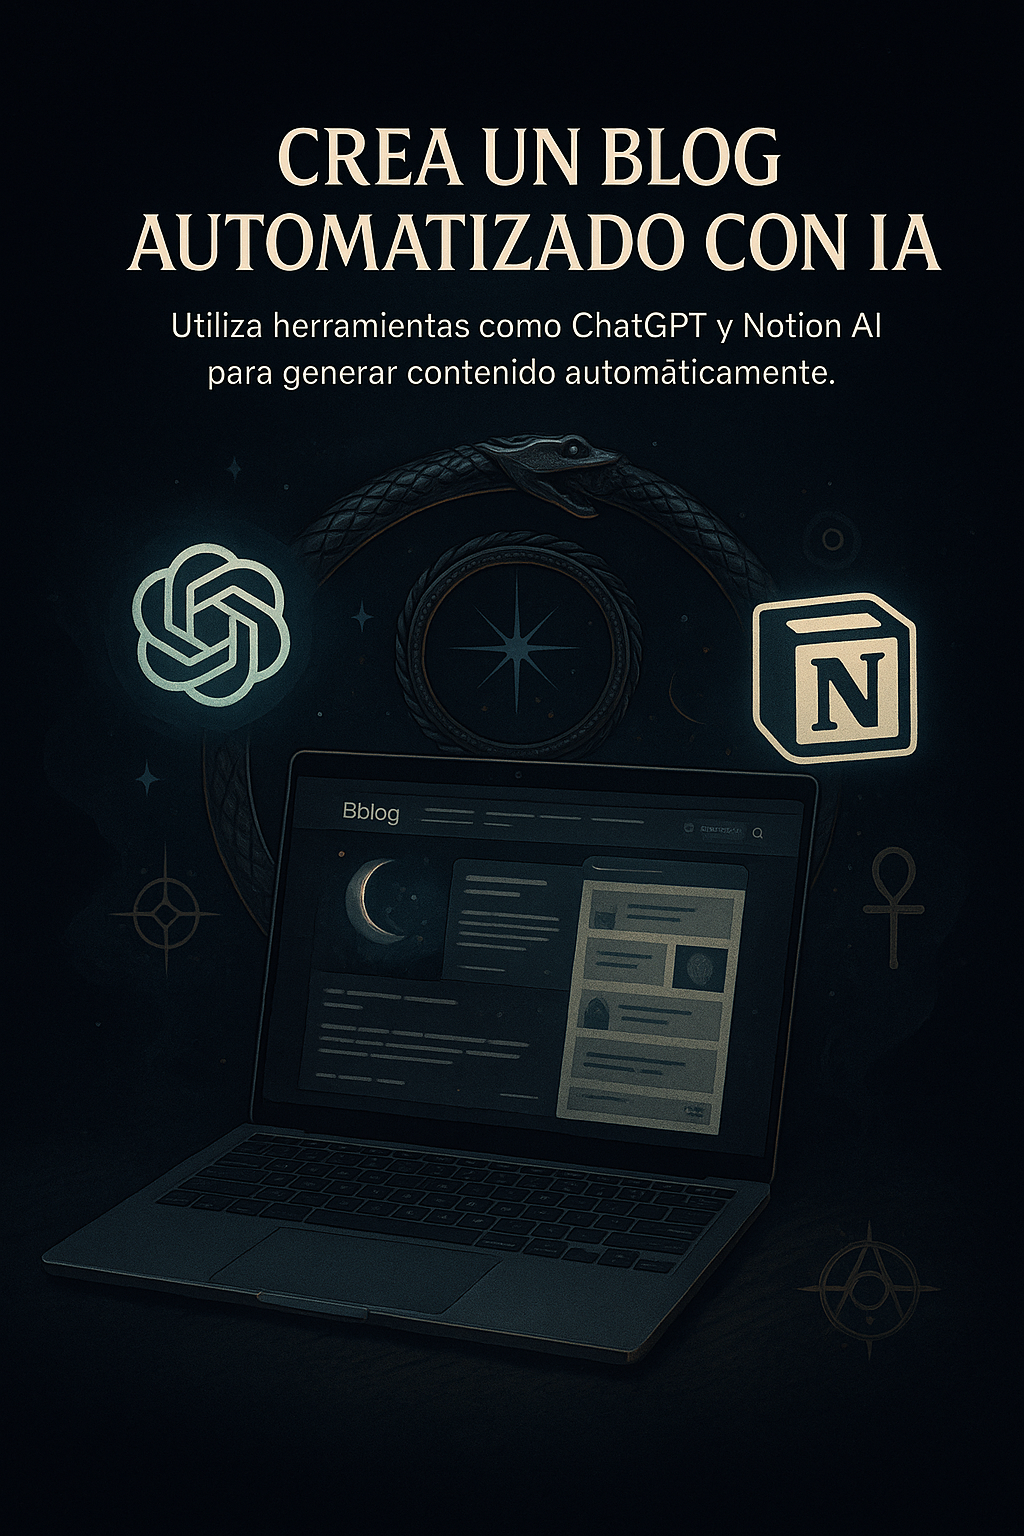 CREA UN BLOG
AUTOMATIZADO CON IA
Utiliza herramientas como ChatGPT y Notion AI
para generar contenido automāticamente.
N
Bblog